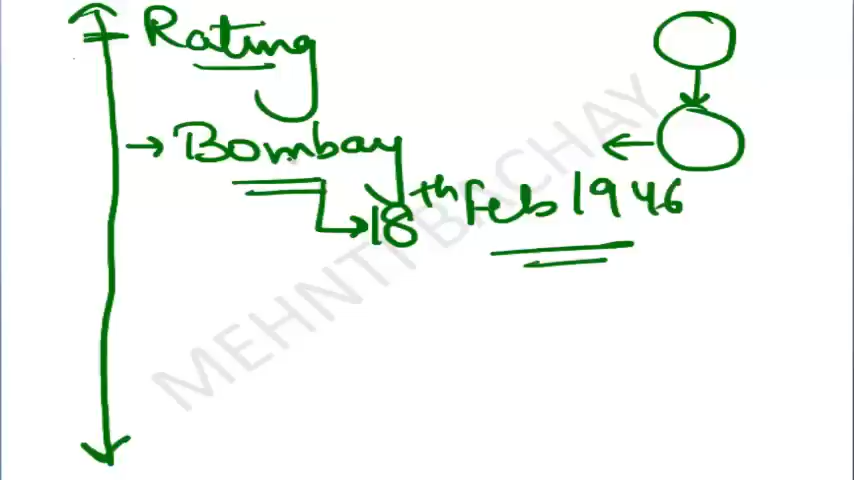 Rating
→ Bombay
→ 18th Feb 1946
MEHNTI BACHAY